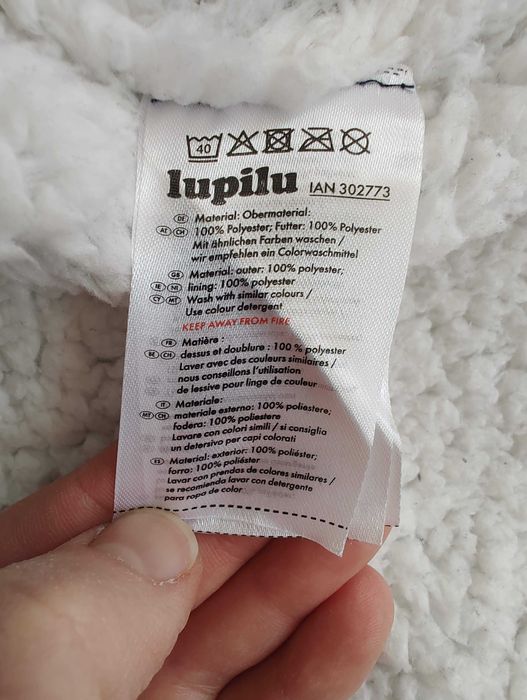 40
lupilu IAN 302773
DE Material: Obermaterial:
AT CH 100% Polyester; Futter: 100% Polyester
Mit ähnlichen Farben waschen /
wir empfehlen ein Colorwaschmittel
GB Material: outer: 100% polyester;
IE NI lining: 100% polyester
CY MT Wash with similar colours /
Use colour detergent
KEEP AWAY FROM FIRE
FR Matière :
BE CH dessus et doublure : 100 % polyester
Laver avec des couleurs similaires /
nous conseillons l'utilisation
de lessive pour linge de couleur
IT Materiale:
MT CH materiale esterno: 100% poliestere;
fodera: 100% poliestere
Lavare con colori simili / si consiglia
un detersivo per capi colorati
ES Material: exterior: 100% poliéster;
forro: 100% poliéster
Lavar con prendas de colores similares /
se recomienda lavar con detergente
para ropa de color